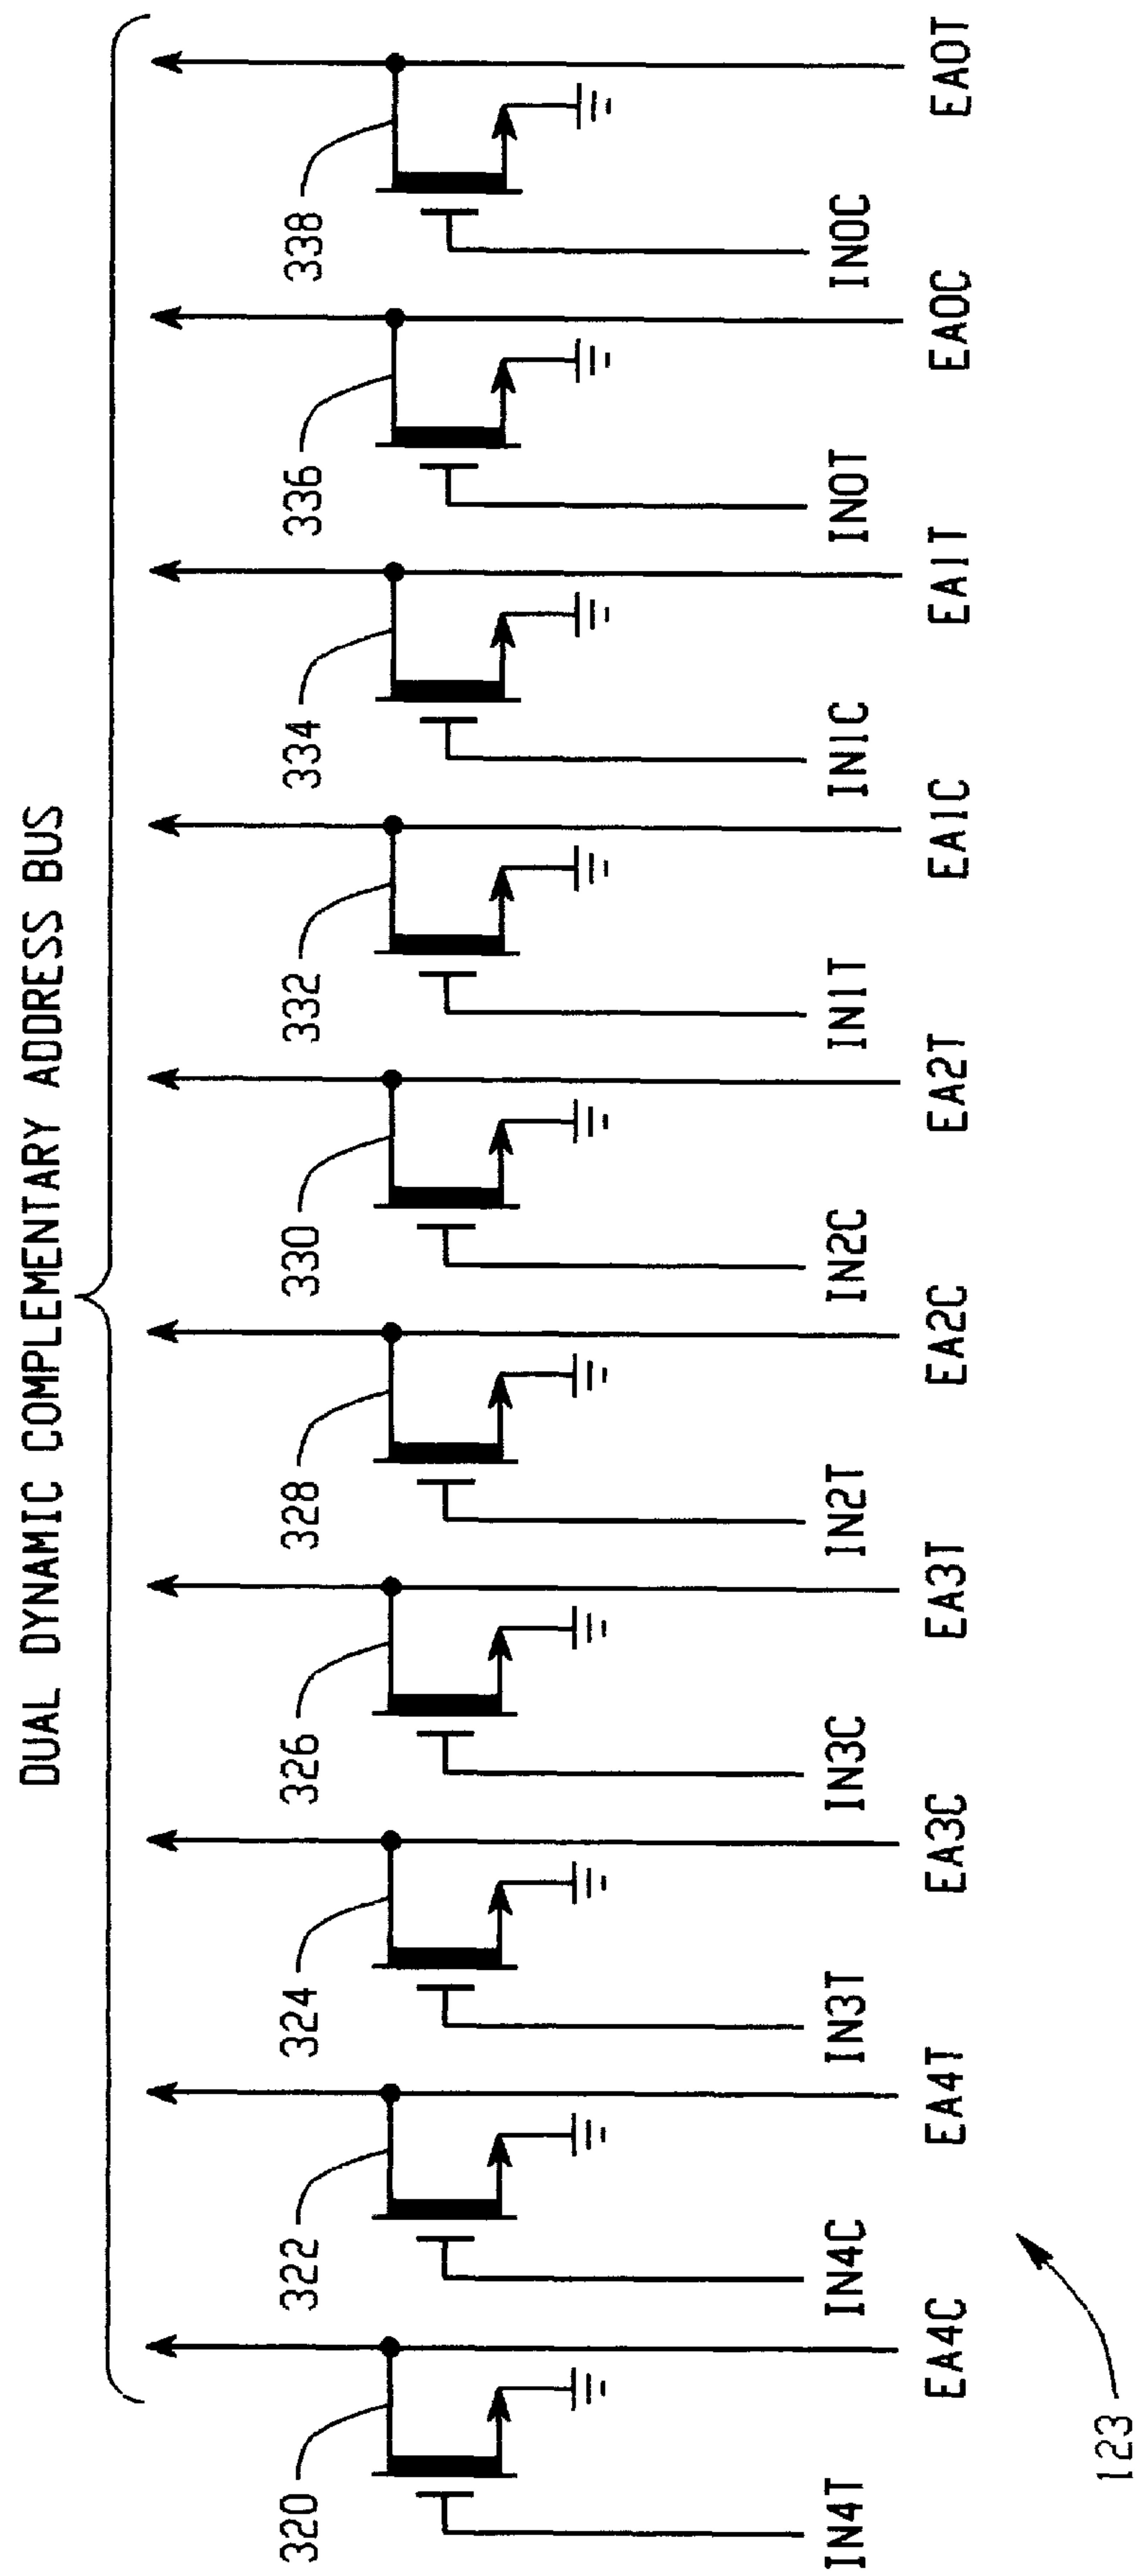 DUAL DYNAMIC COMPLEMENTARY ADDRESS BUS
320
322
324
326
328
330
332
334
336
338
IN4T
IN4C
IN3T
IN3C
IN2T
IN2C
IN1T
IN1C
IN0T
IN0C
EA4C
EA4T
EA3C
EA3T
EA2C
EA2T
EA1C
EA1T
EA0C
EA0T
123